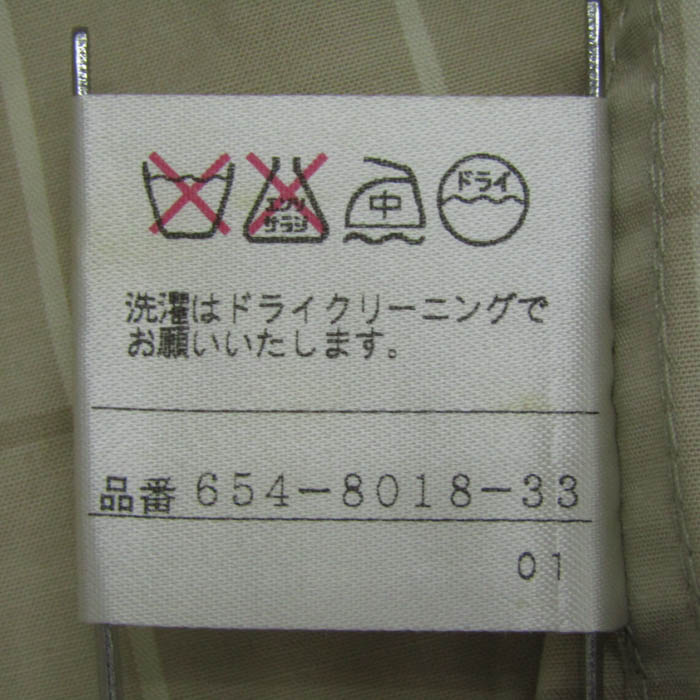 エンソ
サラシ
中
ドライ
洗濯はドライクリーニングで
お願いいたします。
品番 654-8018-33
01